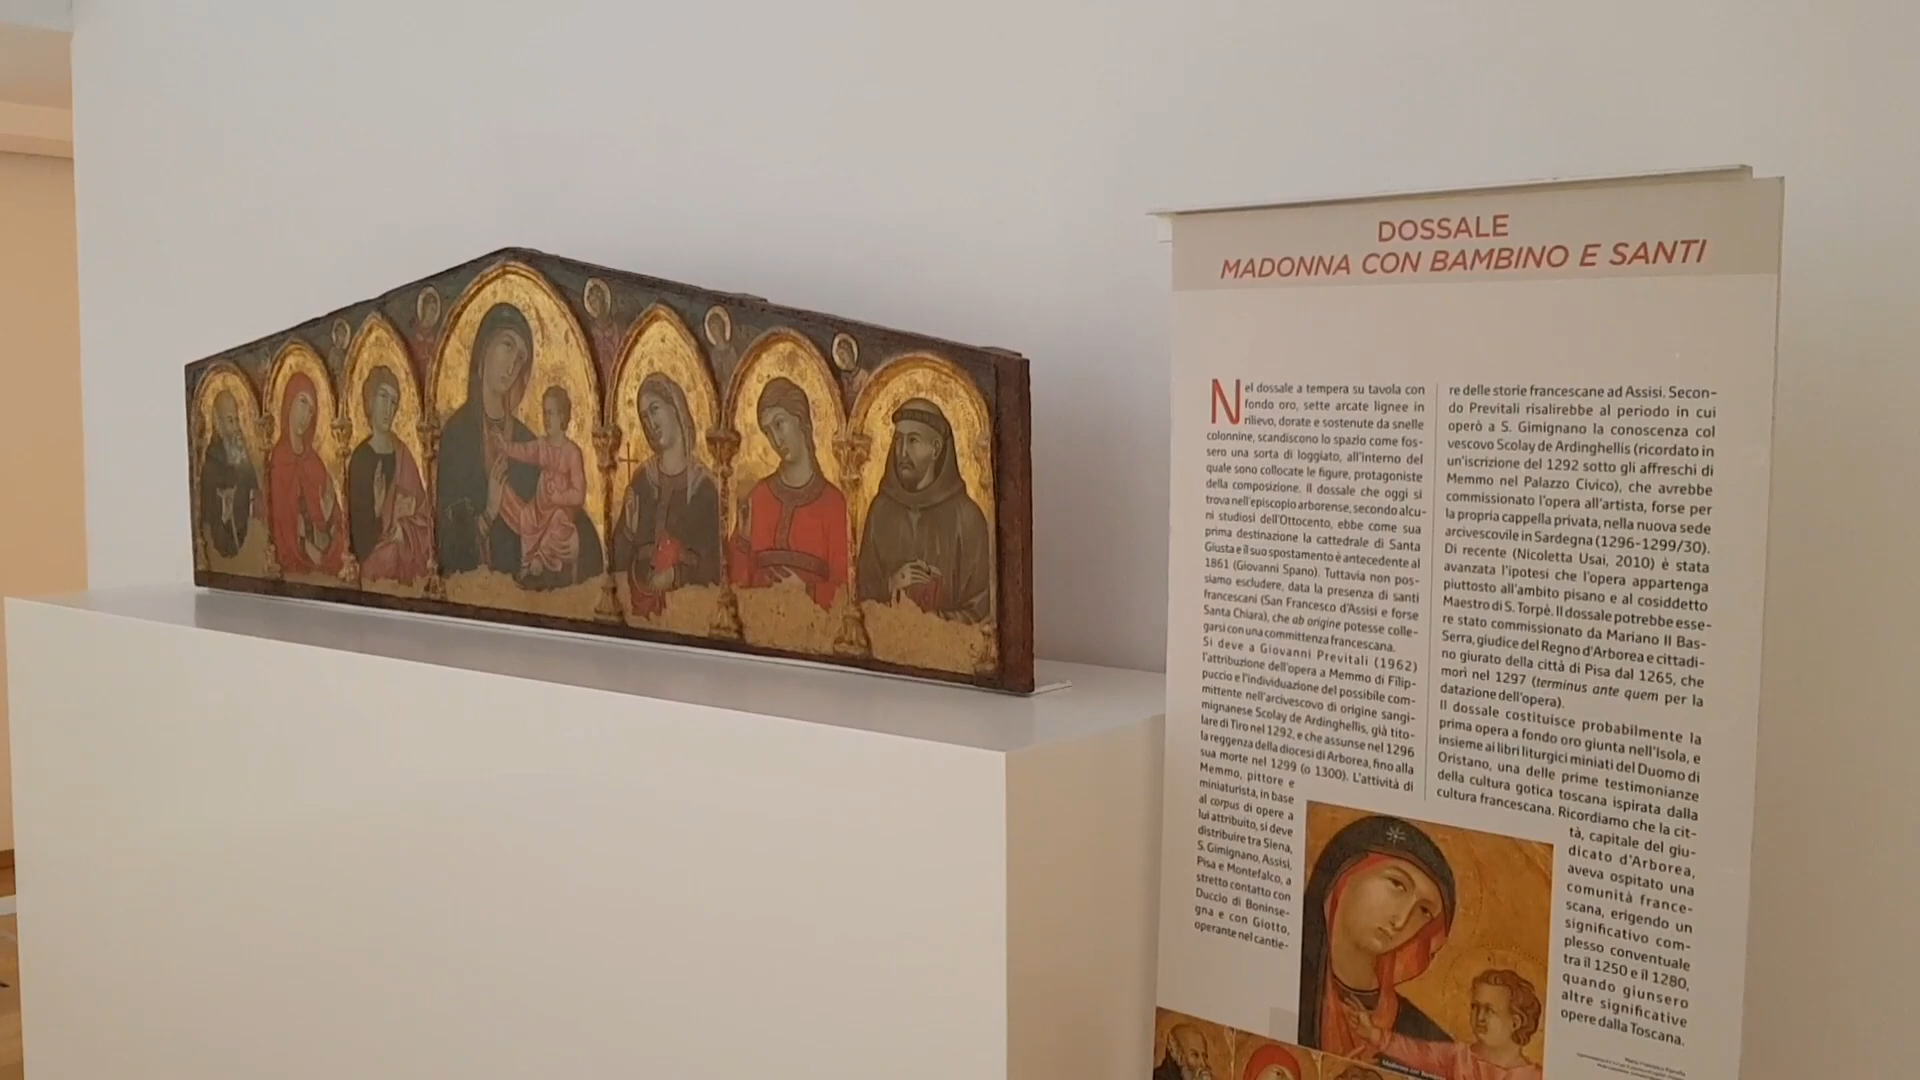 DOSSALE
MADONNA CON BAMBINO E SANTI
Nel dossale a tempera su tavola con
fondo oro, sette arcate lignee in
rilievo, dorate e sostenute da snelle
colonnine, scandiscono lo spazio come fos-
sero una sorta di loggiato, all'interno del
quale sono collocate le figure, protagoniste
della composizione. Il dossale che oggi si
trova nell'episcopio arborense, secondo alcu-
ni studiosi dell'Ottocento, ebbe come sua
prima destinazione la cattedrale di Santa
Giusta e il suo spostamento è antecedente al
1861 (Giovanni Spano). Tuttavia non pos-
siamo escludere, data la presenza di santi
francescani (San Francesco d'Assisi e forse
Santa Chiara), che ab origine potesse colle-
garsi con una committenza francescana.
Si deve a Giovanni Previtali (1962)
l'attribuzione dell'opera a Memmo di Filip-
puccio e l'individuazione del possibile com-
mittente nell'arcivescovo di origine sangi-
mignanese Scolay de Ardinghellis, già tito-
lare di Tiro nel 1292, e che assunse nel 1296
la reggenza della diocesi di Arborea, fino alla
sua morte nel 1299 (o 1300). L'attività di
Memmo, pittore e
miniaturista, in base
al corpus di opere a
lui attribuito, si deve
distribuire tra Siena,
S. Gimignano, Assisi,
Pisa e Montefalco, a
stretto contatto con
Duccio di Boninse-
gna e con Giotto,
operante nel cantie-
re delle storie francescane ad Assisi. Secon-
do Previtali risalirebbe al periodo in cui
operò a S. Gimignano la conoscenza col
vescovo Scolay de Ardinghellis (ricordato in
un'iscrizione del 1292 sotto gli affreschi di
Memmo nel Palazzo Civico), che avrebbe
commissionato l'opera all'artista, forse per
la propria cappella privata, nella nuova sede
arcivescovile in Sardegna (1296-1299/30).
Di recente (Nicoletta Usai, 2010) è stata
avanzata l'ipotesi che l'opera appartenga
piuttosto all'ambito pisano e al cosiddetto
Maestro di S. Torpè. Il dossale potrebbe esse-
re stato commissionato da Mariano II Bas-
Serra, giudice del Regno d'Arborea e cittadi-
no giurato della città di Pisa dal 1265, che
morì nel 1297 (terminus ante quem per la
datazione dell'opera).
Il dossale costituisce probabilmente la
prima opera a fondo oro giunta nell'Isola, e
insieme ai libri liturgici miniati del Duomo di
Oristano, una delle prime testimonianze
della cultura gotica toscana ispirata dalla
cultura francescana. Ricordiamo che la cit-
tà, capitale del giu-
dicato d'Arborea,
aveva ospitato una
comunità france-
scana, erigendo un
significativo com-
plesso conventuale
tra il 1250 e il 1280,
quando giunsero
altre significative
opere dalla Toscana.